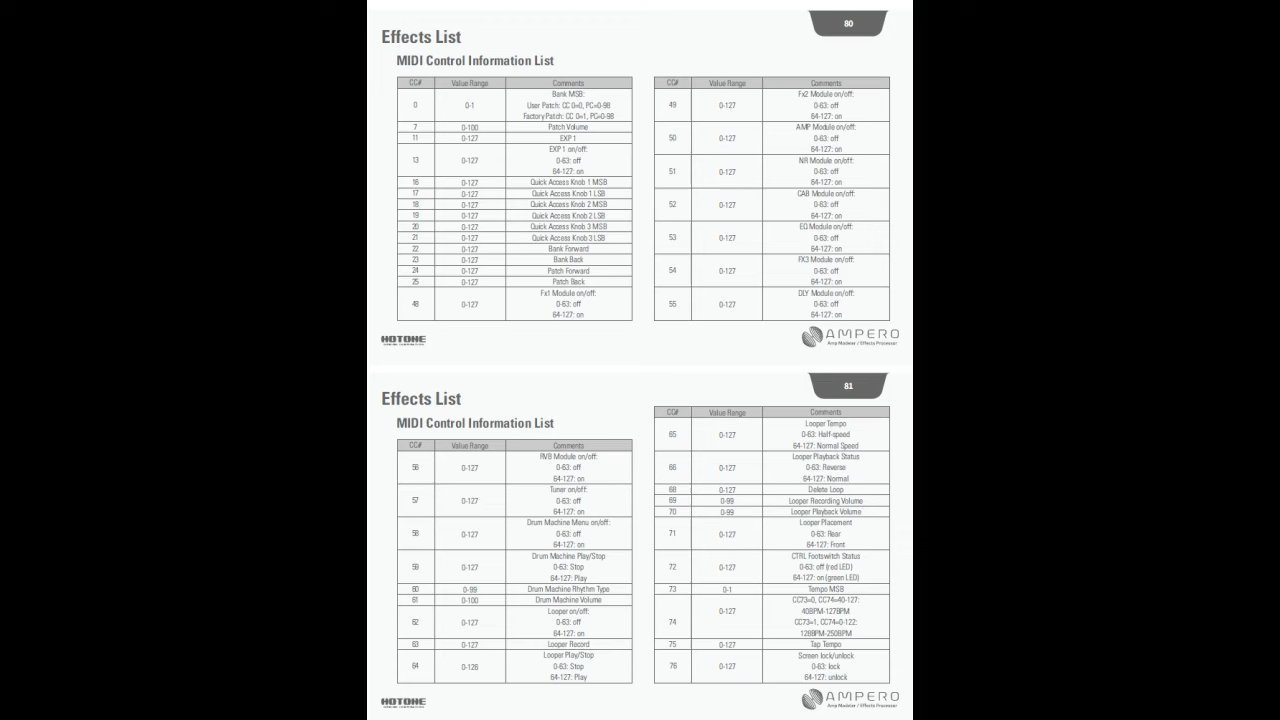 80
Effects List
MIDI Control Information List
CC# Value Range Comments
0 0-1 Bank MSB:
User Patch: CC 0=0, PC=0-98
Factory Patch: CC 0=1, PC=0-98
7 0-100 Patch Volume
11 0-127 EXP 1
13 0-127 EXP 1 on/off:
0-63: off
64-127: on
16 0-127 Quick Access Knob 1 MSB
17 0-127 Quick Access Knob 1 LSB
18 0-127 Quick Access Knob 2 MSB
19 0-127 Quick Access Knob 2 LSB
20 0-127 Quick Access Knob 3 MSB
21 0-127 Quick Access Knob 3 LSB
22 0-127 Bank Forward
23 0-127 Bank Back
24 0-127 Patch Forward
25 0-127 Patch Back
48 0-127 Fx1 Module on/off:
0-63: off
64-127: on
CC# Value Range Comments
49 0-127 Fx2 Module on/off:
0-63: off
64-127: on
50 0-127 AMP Module on/off:
0-63: off
64-127: on
51 0-127 NR Module on/off:
0-63: off
64-127: on
52 0-127 CAB Module on/off:
0-63: off
64-127: on
53 0-127 EQ Module on/off:
0-63: off
64-127: on
54 0-127 FX3 Module on/off:
0-63: off
64-127: on
55 0-127 DLY Module on/off:
0-63: off
64-127: on
HOTONE
AMPERO
Amp Modeler / Effects Processor
81
Effects List
MIDI Control Information List
CC# Value Range Comments
56 0-127 RVB Module on/off:
0-63: off
64-127: on
57 0-127 Tuner on/off:
0-63: off
64-127: on
58 0-127 Drum Machine Menu on/off:
0-63: off
64-127: on
59 0-127 Drum Machine Play/Stop
0-63: Stop
64-127: Play
60 0-99 Drum Machine Rhythm Type
61 0-100 Drum Machine Volume
62 0-127 Looper on/off:
0-63: off
64-127: on
63 0-127 Looper Record
64 0-126 Looper Play/Stop
0-63: Stop
64-127: Play
CC# Value Range Comments
65 0-127 Looper Tempo
0-63: Half-speed
64-127: Normal Speed
66 0-127 Looper Playback Status
0-63: Reverse
64-127: Normal
68 0-127 Delete Loop
69 0-99 Looper Recording Volume
70 0-99 Looper Playback Volume
71 0-127 Looper Placement
0-63: Rear
64-127: Front
72 0-127 CTRL Footswitch Status
0-63: off (red LED)
64-127: on (green LED)
73 0-1 Tempo MSB
74 0-127 CC73=0, CC74=40-127:
40BPM-127BPM
CC73=1, CC74=0-122:
128BPM-250BPM
75 0-127 Tap Tempo
76 0-127 Screen lock/unlock
0-63: lock
64-127: unlock
HOTONE
AMPERO
Amp Modeler / Effects Processor